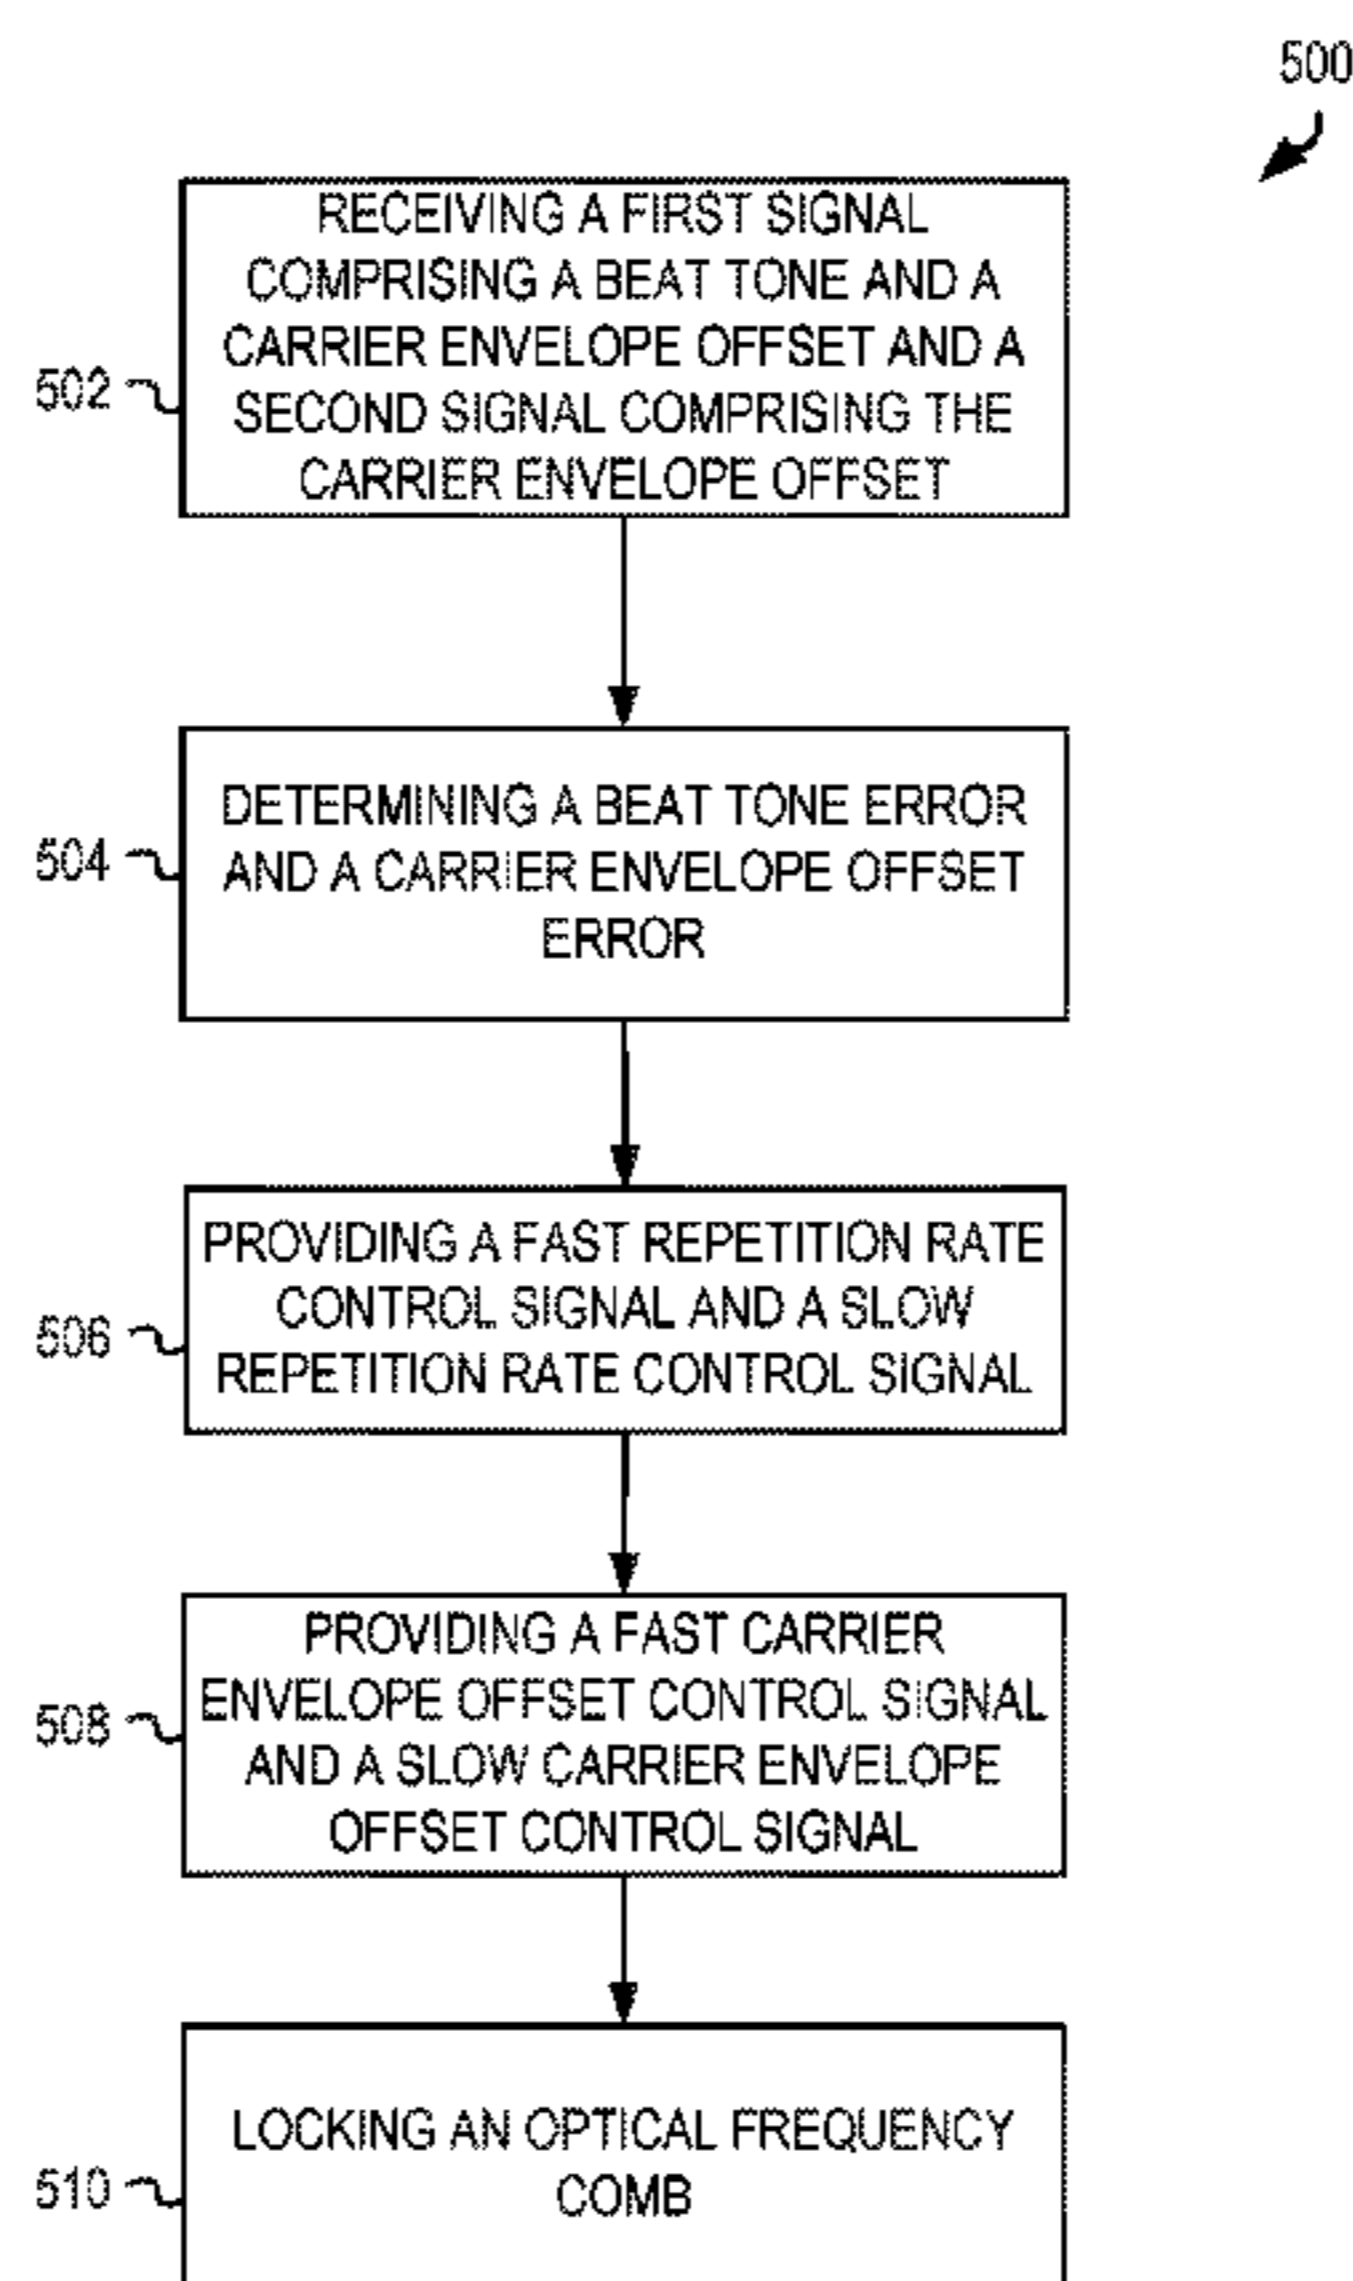 500
RECEIVING A FIRST SIGNAL
COMPRISING A BEAT TONE AND A
CARRIER ENVELOPE OFFSET AND A
SECOND SIGNAL COMPRISING THE
CARRIER ENVELOPE OFFSET
502
DETERMINING A BEAT TONE ERROR
AND A CARRIER ENVELOPE OFFSET
ERROR
504
PROVIDING A FAST REPETITION RATE
CONTROL SIGNAL AND A SLOW
REPETITION RATE CONTROL SIGNAL
506
PROVIDING A FAST CARRIER
ENVELOPE OFFSET CONTROL SIGNAL
AND A SLOW CARRIER ENVELOPE
OFFSET CONTROL SIGNAL
508
LOCKING AN OPTICAL FREQUENCY
COMB
510